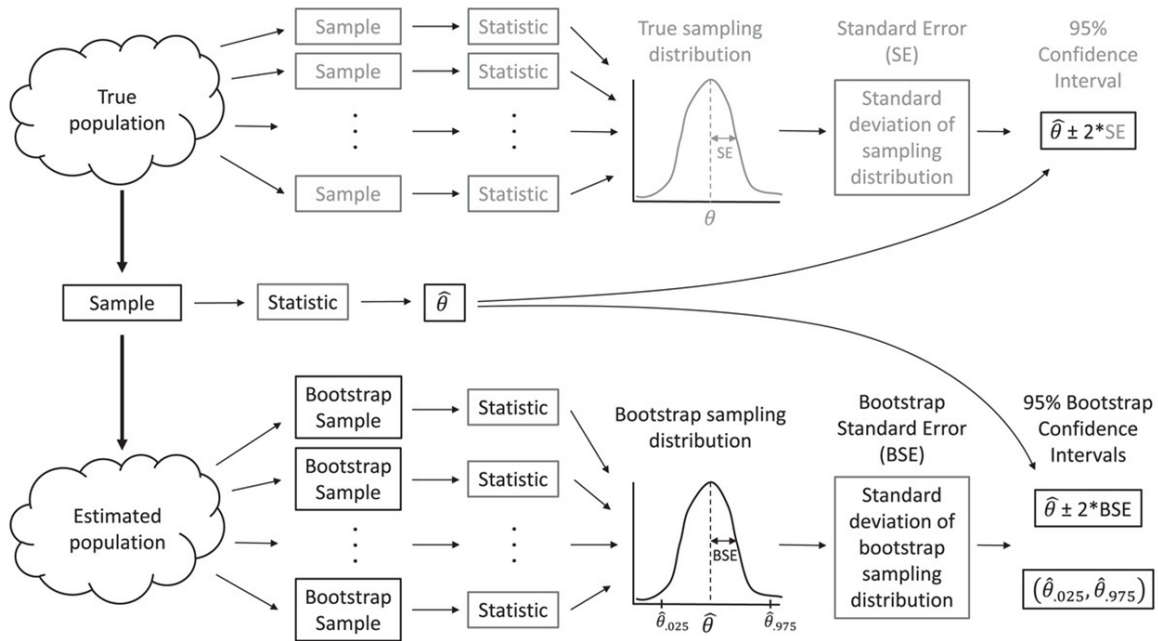 True
population
Sample
Statistic
Sample
Statistic
Sample
Statistic
True sampling
distribution
SE
θ
Standard Error
(SE)
Standard
deviation of
sampling
distribution
95%
Confidence
Interval
θ̂ ± 2*SE
Sample
Statistic
θ̂
Estimated
population
Bootstrap
Sample
Statistic
Bootstrap
Sample
Statistic
Bootstrap
Sample
Statistic
Bootstrap sampling
distribution
BSE
θ̂.025
θ̂
θ̂.975
Bootstrap
Standard Error
(BSE)
Standard
deviation of
bootstrap
sampling
distribution
95% Bootstrap
Confidence
Intervals
θ̂ ± 2*BSE
(θ̂.025, θ̂.975)